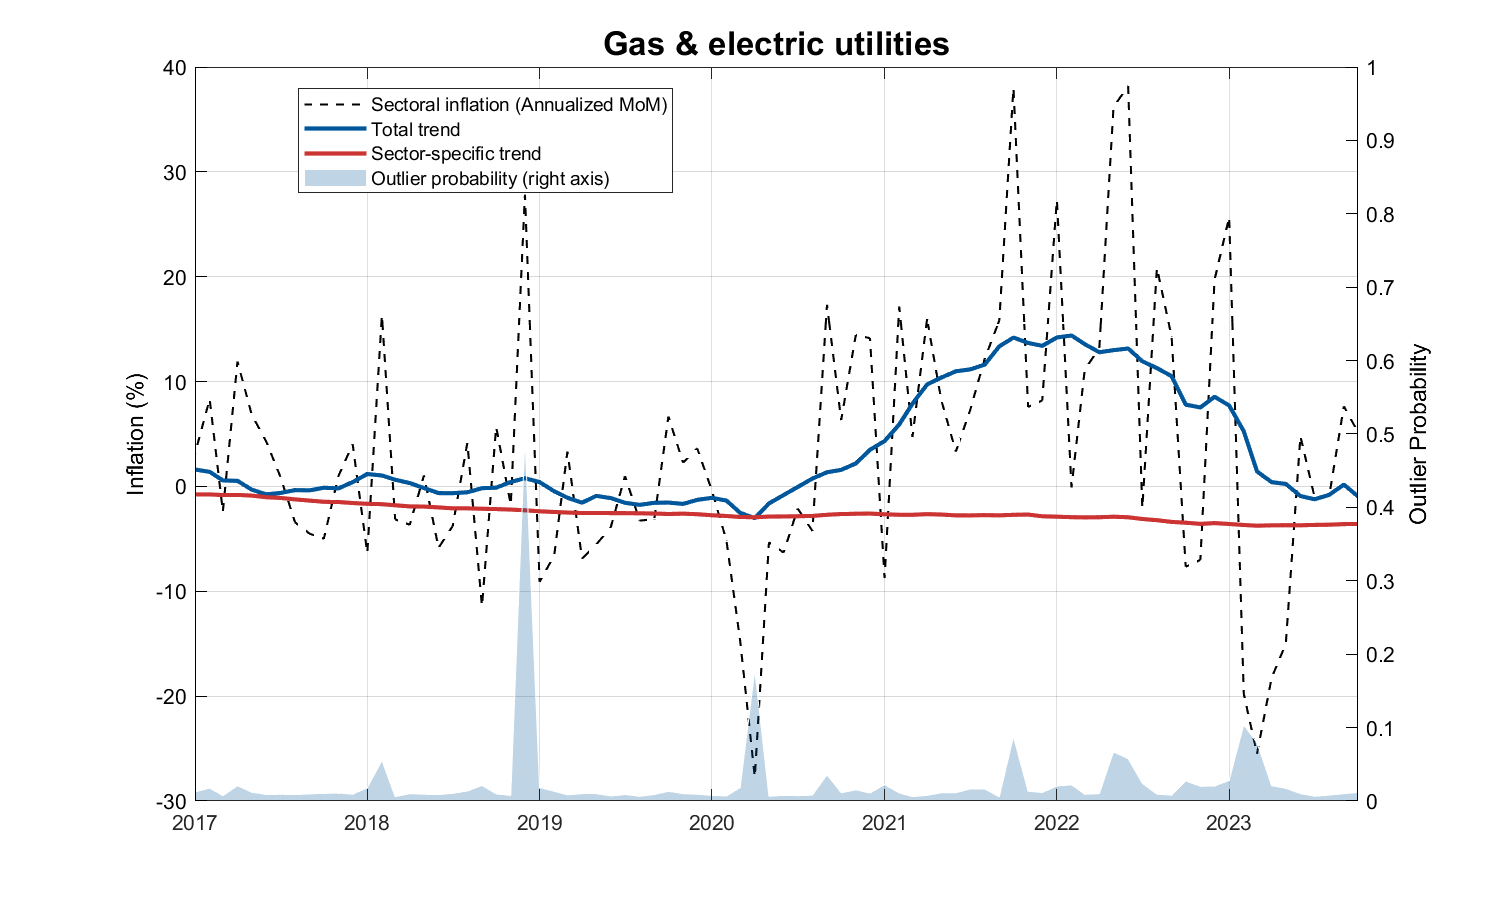 Gas & electric utilities
Sectoral inflation (Annualized MoM)
Total trend
Sector-specific trend
Outlier probability (right axis)
Inflation (%)
40
30
20
10
0
-10
-20
-30
1
0.9
0.8
0.7
0.6
0.5
0.4
0.3
0.2
0.1
0
Outlier Probability
2017 2018 2019 2020 2021 2022 2023